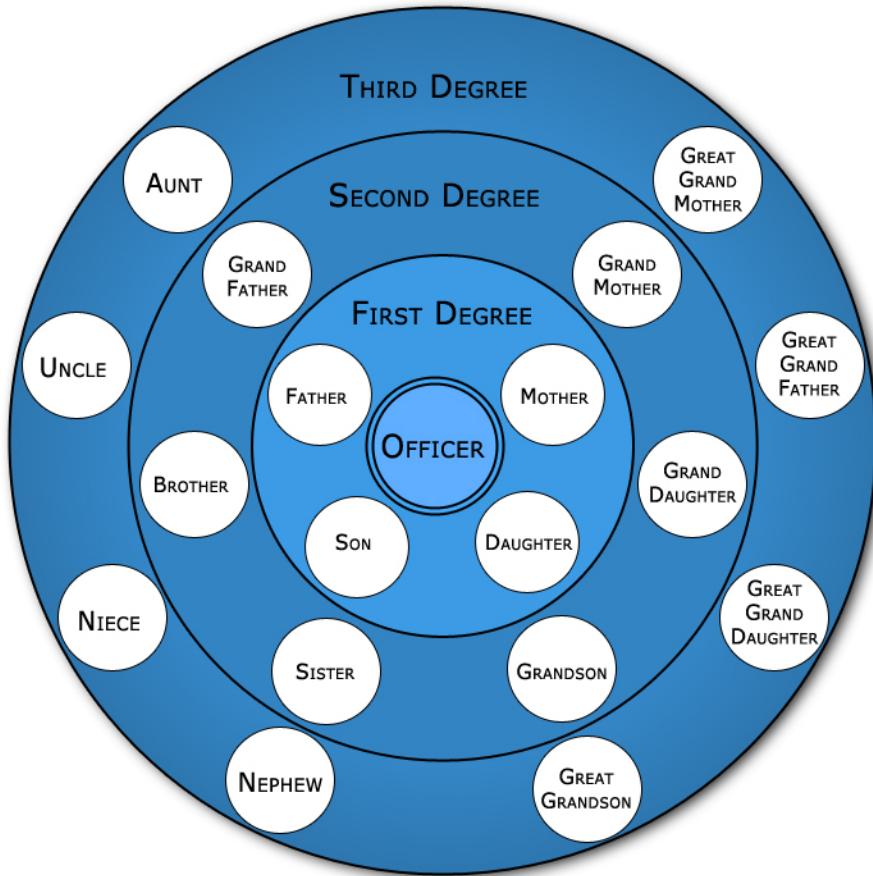 Third Degree
Aunt
Great
Grand
Mother
Second Degree
Grand
Father
Grand
Mother
First Degree
Uncle
Great
Grand
Father
Father
Mother
Officer
Brother
Grand
Daughter
Son
Daughter
Niece
Great
Grand
Daughter
Sister
Grandson
Nephew
Great
Grandson